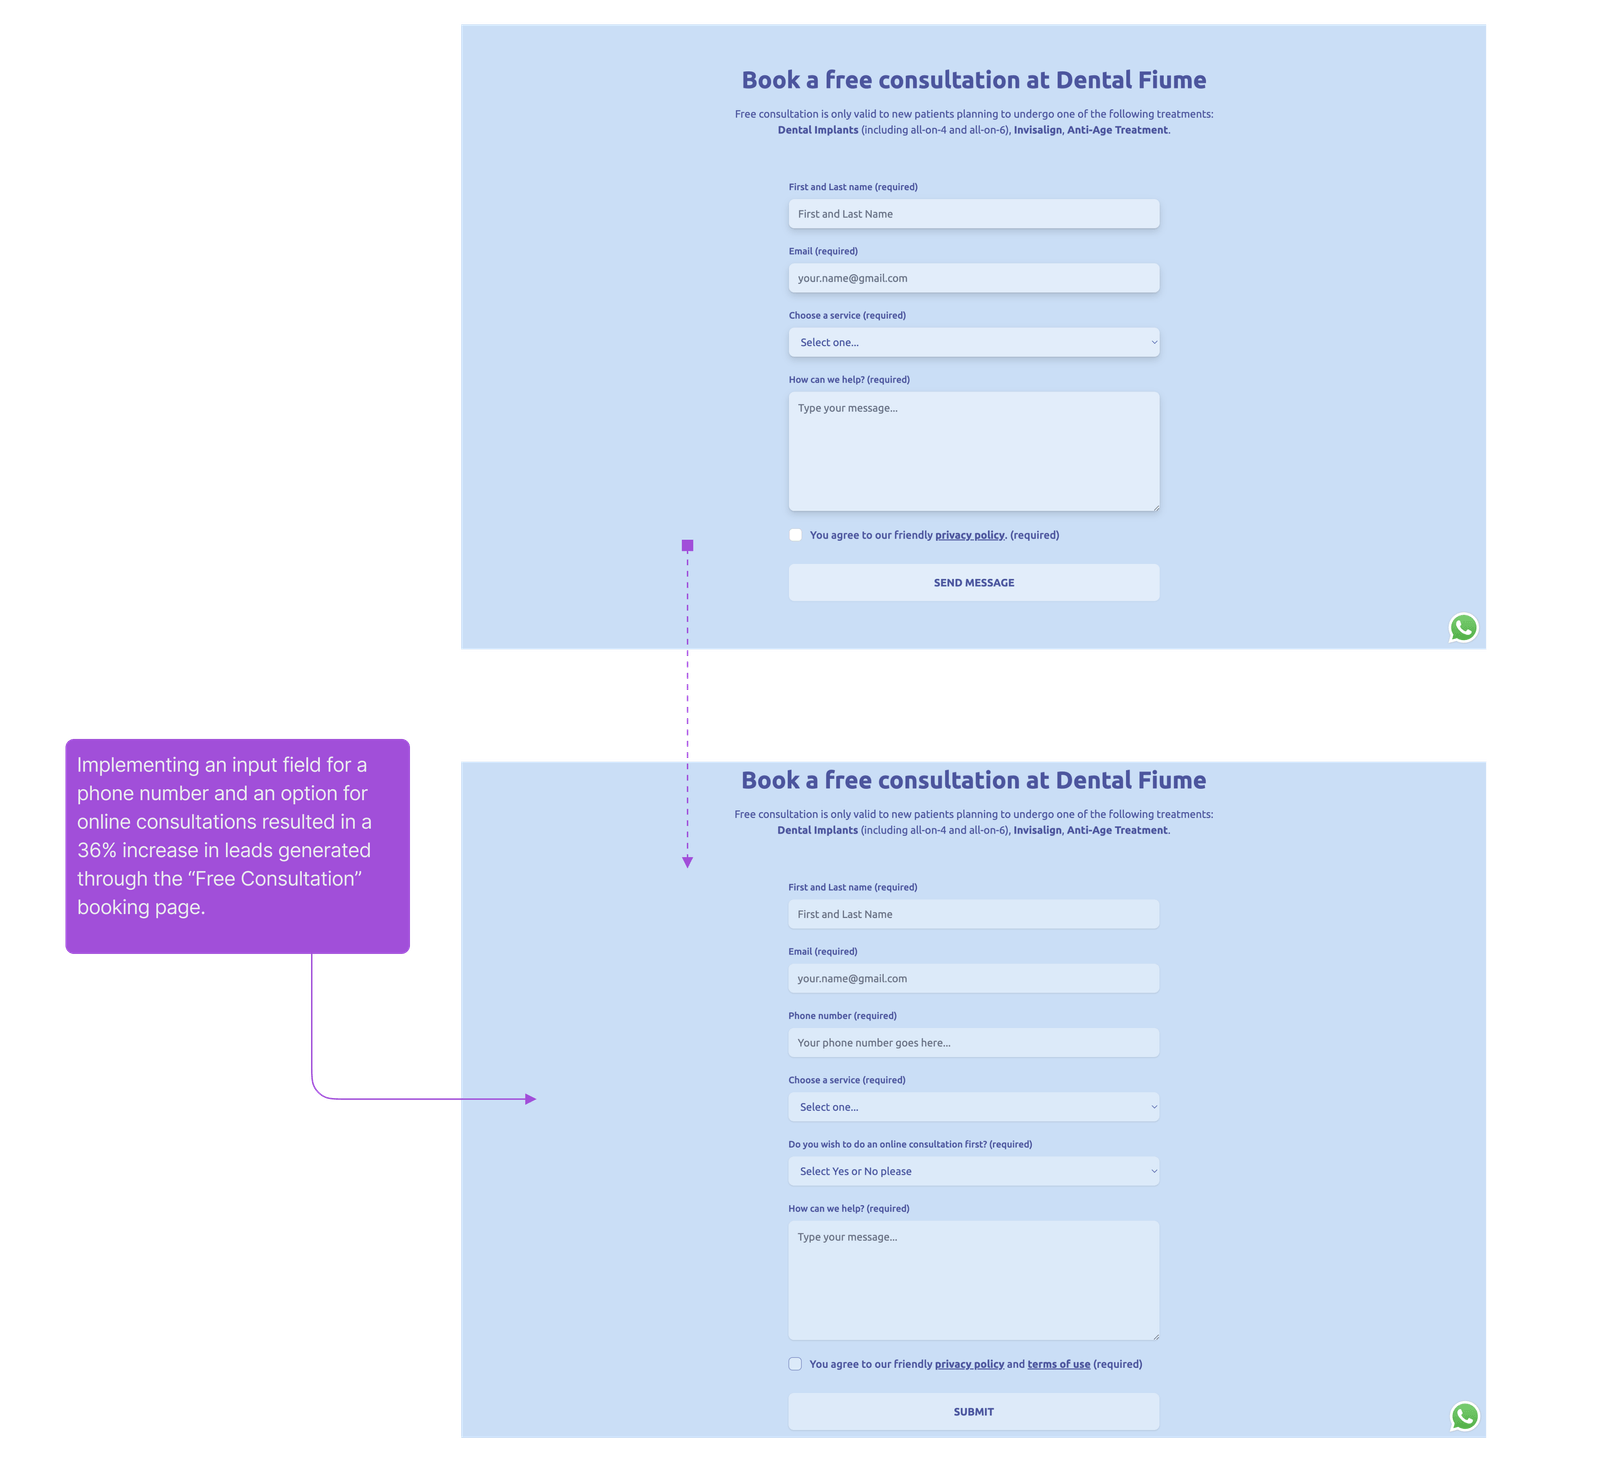 Book a free consultation at Dental Fiume
Free consultation is only valid to new patients planning to undergo one of the following treatments:
Dental Implants (including all-on-4 and all-on-6), Invisalign, Anti-Age Treatment.
First and Last name (required)
First and Last Name
Email (required)
your.name@gmail.com
Choose a service (required)
Select one...
How can we help? (required)
Type your message...
You agree to our friendly privacy policy. (required)
SEND MESSAGE
Implementing an input field for a
phone number and an option for
online consultations resulted in a
36% increase in leads generated
through the “Free Consultation”
booking page.
Book a free consultation at Dental Fiume
Free consultation is only valid to new patients planning to undergo one of the following treatments:
Dental Implants (including all-on-4 and all-on-6), Invisalign, Anti-Age Treatment.
First and Last name (required)
First and Last Name
Email (required)
your.name@gmail.com
Phone number (required)
Your phone number goes here...
Choose a service (required)
Select one...
Do you wish to do an online consultation first? (required)
Select Yes or No please
How can we help? (required)
Type your message...
You agree to our friendly privacy policy and terms of use (required)
SUBMIT